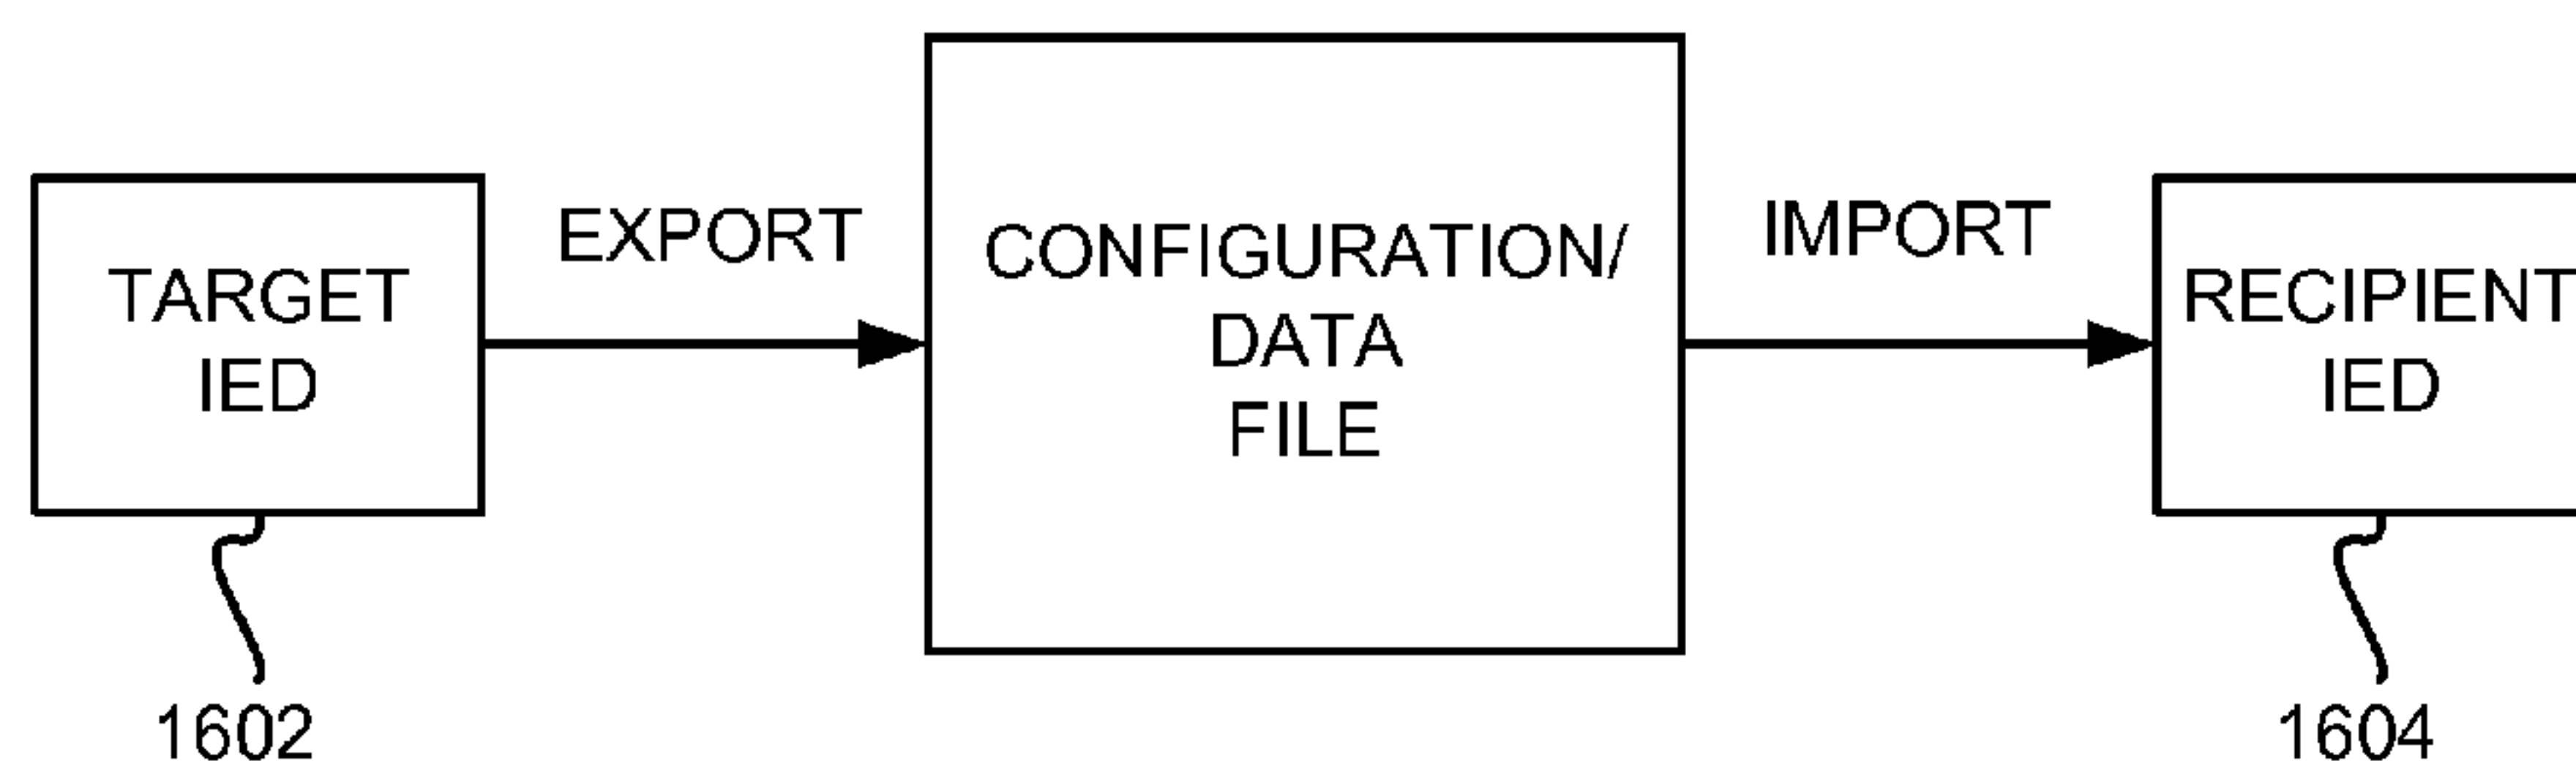 TARGET
IED
EXPORT
CONFIGURATION/
DATA
FILE
IMPORT
RECIPIENT
IED
1602
1604